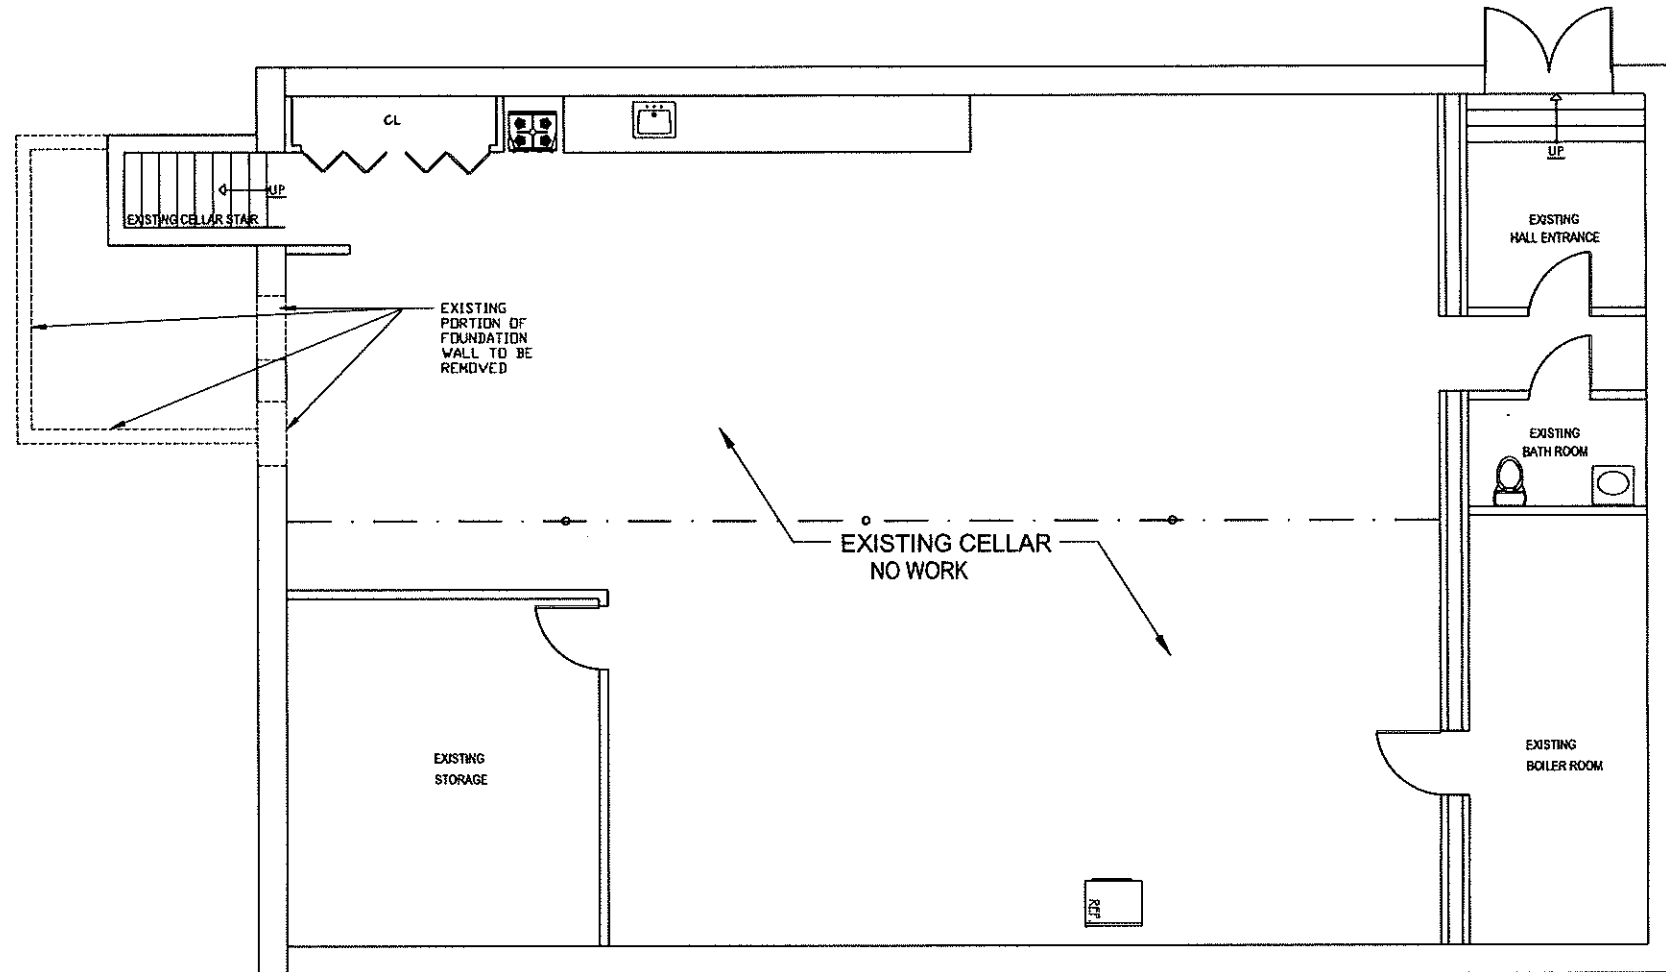 CL
UP
EXISTING CELLAR STAIR
EXISTING
PORTION OF
FOUNDATION
WALL TO BE
REMOVED
UP
EXISTING
HALL ENTRANCE
EXISTING
BATH ROOM
EXISTING CELLAR
NO WORK
EXISTING
STORAGE
EXISTING
BOILER ROOM
REF.